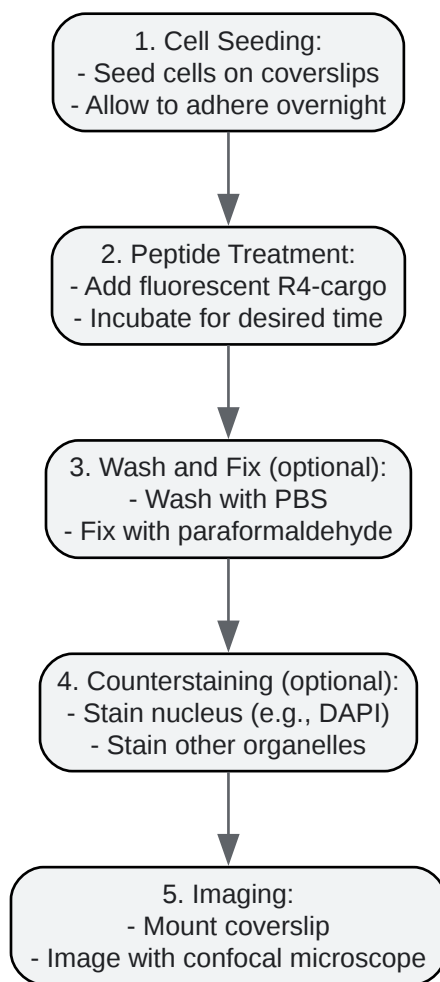 1. Cell Seeding:
- Seed cells on coverslips
- Allow to adhere overnight
2. Peptide Treatment:
- Add fluorescent R4-cargo
- Incubate for desired time
3. Wash and Fix (optional):
- Wash with PBS
- Fix with paraformaldehyde
4. Counterstaining (optional):
- Stain nucleus (e.g., DAPI)
- Stain other organelles
5. Imaging:
- Mount coverslip
- Image with confocal microscope